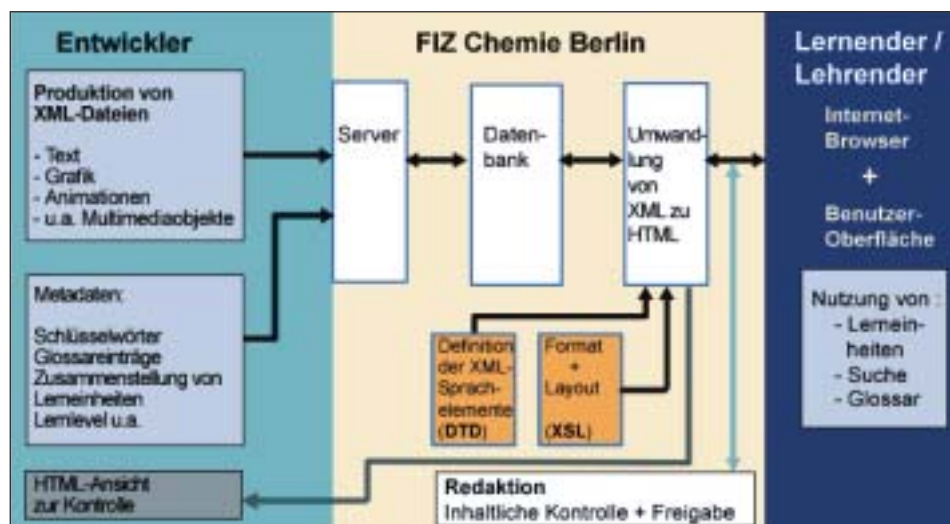 Entwickler
Produktion von
XML-Dateien
- Text
- Grafik
- Animationen
- u.a. Multimediaobjekte
Metadaten:
Schlüsselwörter
Glossareinträge
Zusammenstellung von
Lerneinheiten
Lernlevel u.a.
HTML-Ansicht
zur Kontrolle
FIZ Chemie Berlin
Server
Daten-
bank
Umwand-
lung
von
XML zu
HTML
Definition
der XML-
Sprach-
elemente
(DTD)
Format
+
Layout
(XSL)
Redaktion
Inhaltliche Kontrolle + Freigabe
Lernender /
Lehrender
Internet-
Browser
+
Benutzer-
Oberfläche
Nutzung von :
- Lernein-
heiten
- Suche
- Glossar